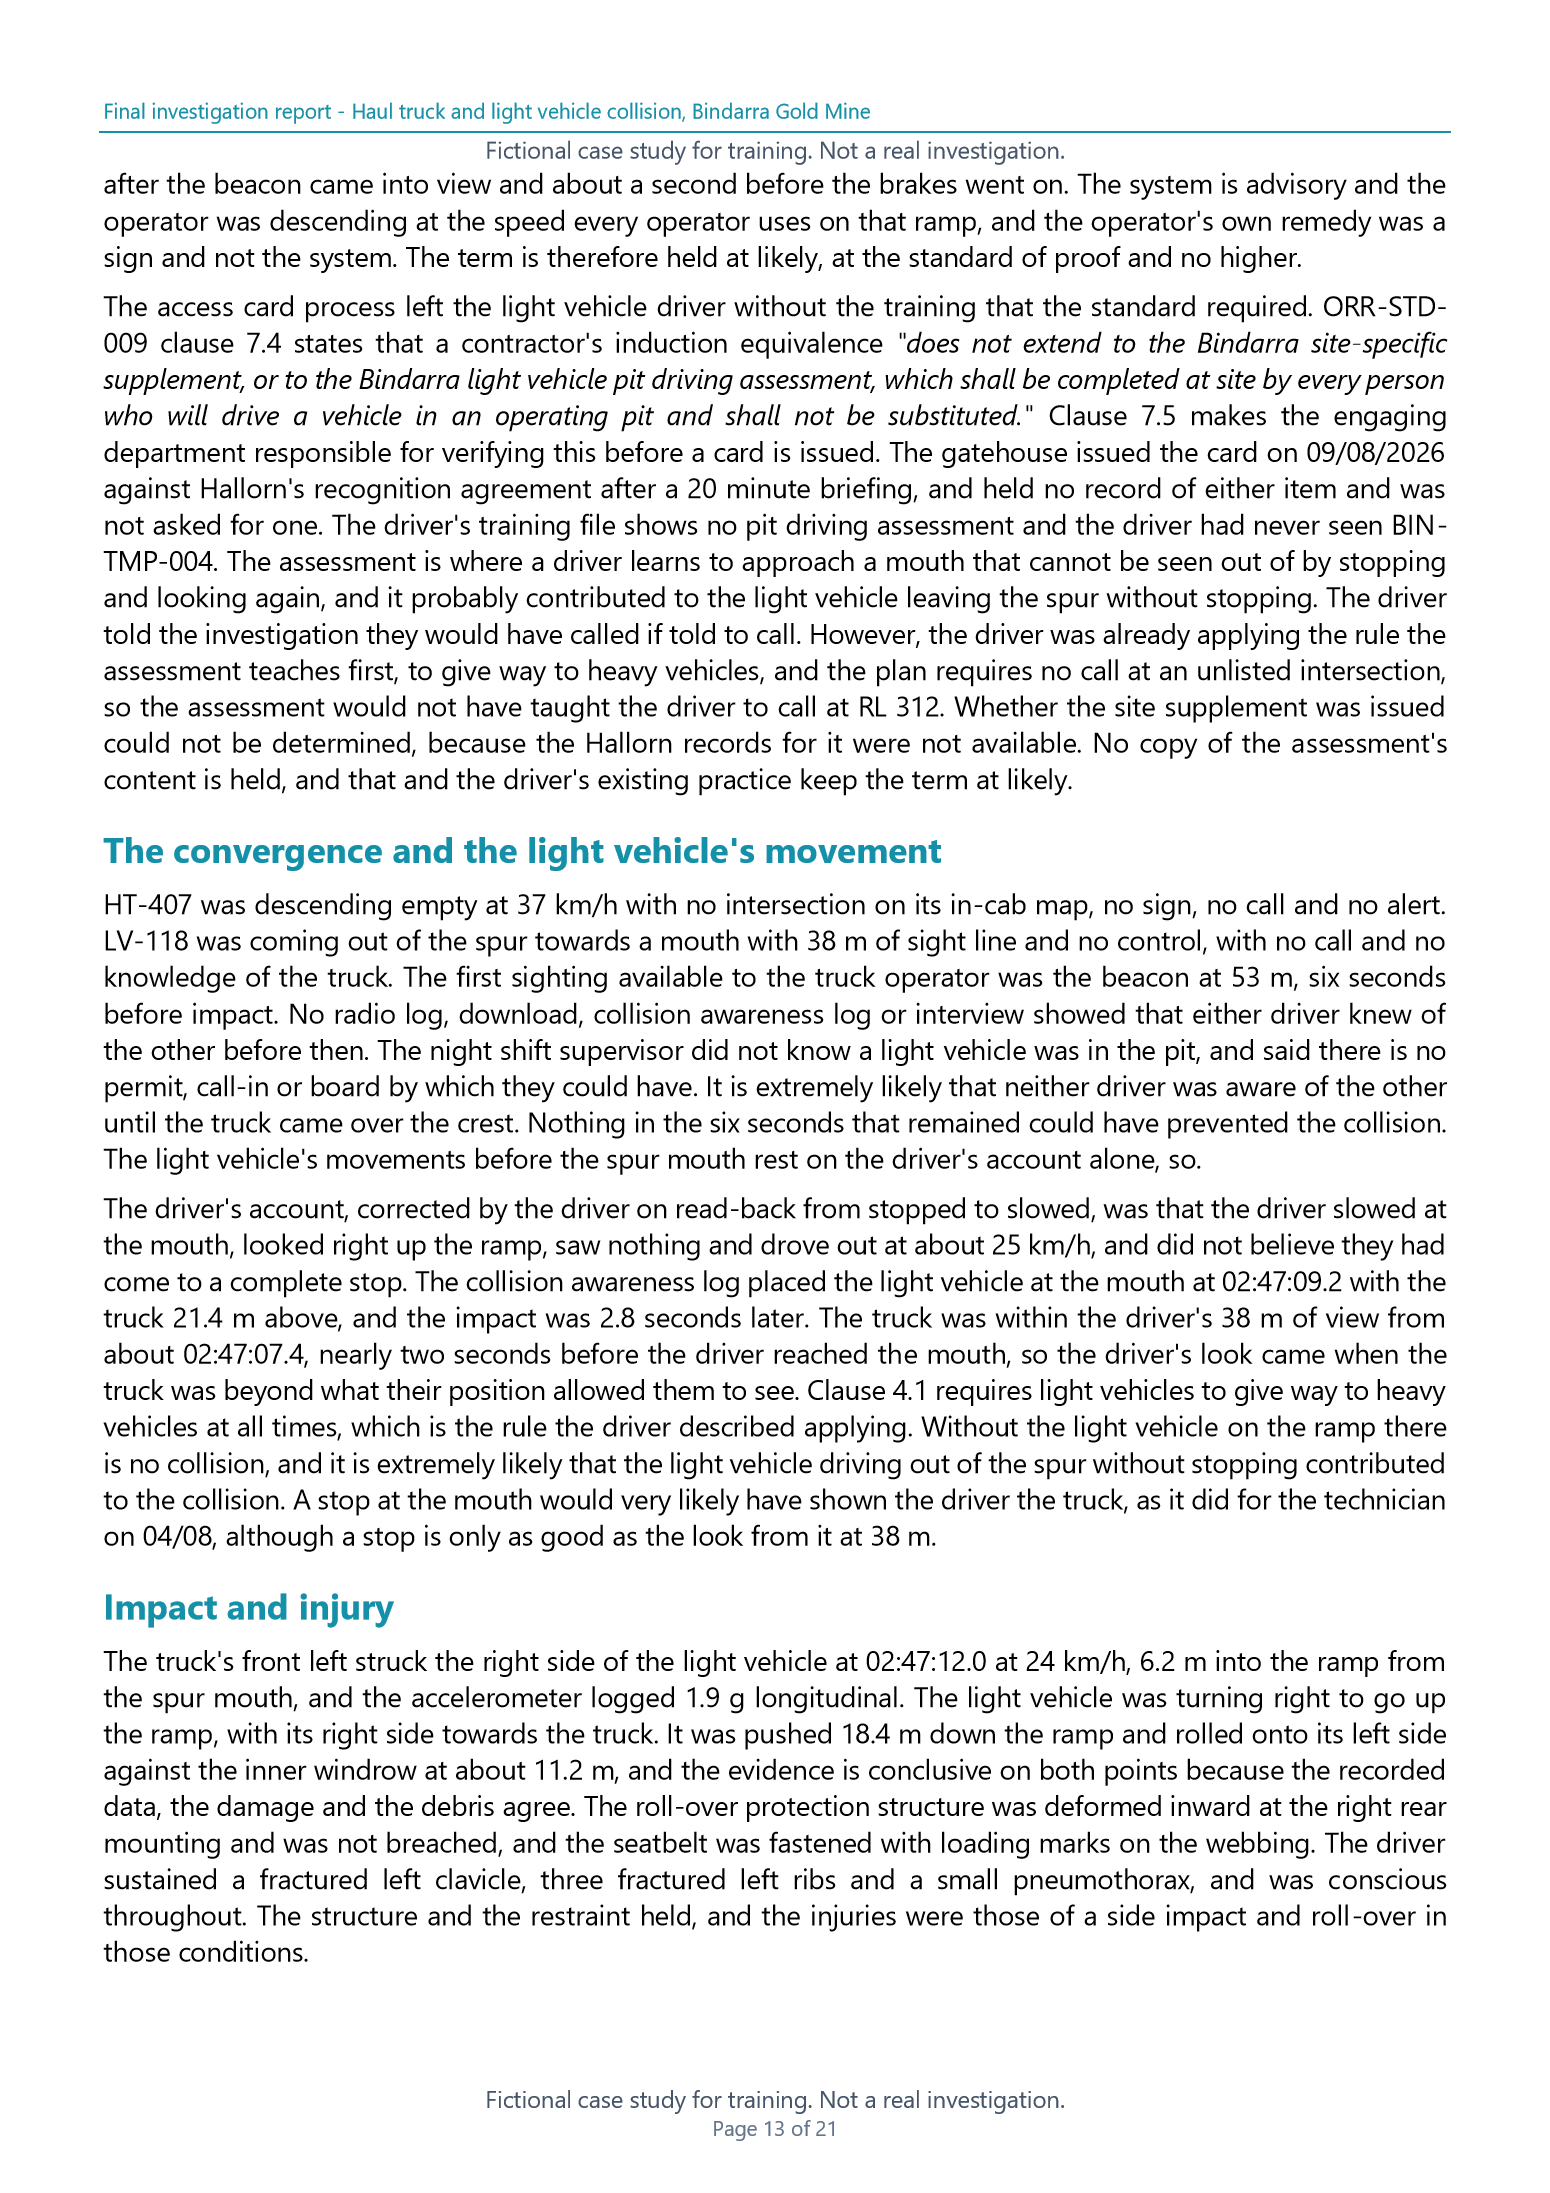 Final investigation report - Haul truck and light vehicle collision, Bindarra Gold Mine
Fictional case study for training. Not a real investigation.
after the beacon came into view and about a second before the brakes went on. The system is advisory and the
operator was descending at the speed every operator uses on that ramp, and the operator's own remedy was a
sign and not the system. The term is therefore held at likely, at the standard of proof and no higher.
The access card process left the light vehicle driver without the training that the standard required. ORR-STD-
009 clause 7.4 states that a contractor's induction equivalence "does not extend to the Bindarra site-specific
supplement, or to the Bindarra light vehicle pit driving assessment, which shall be completed at site by every person
who will drive a vehicle in an operating pit and shall not be substituted." Clause 7.5 makes the engaging
department responsible for verifying this before a card is issued. The gatehouse issued the card on 09/08/2026
against Hallorn's recognition agreement after a 20 minute briefing, and held no record of either item and was
not asked for one. The driver's training file shows no pit driving assessment and the driver had never seen BIN-
TMP-004. The assessment is where a driver learns to approach a mouth that cannot be seen out of by stopping
and looking again, and it probably contributed to the light vehicle leaving the spur without stopping. The driver
told the investigation they would have called if told to call. However, the driver was already applying the rule the
assessment teaches first, to give way to heavy vehicles, and the plan requires no call at an unlisted intersection,
so the assessment would not have taught the driver to call at RL 312. Whether the site supplement was issued
could not be determined, because the Hallorn records for it were not available. No copy of the assessment's
content is held, and that and the driver's existing practice keep the term at likely.
The convergence and the light vehicle's movement
HT-407 was descending empty at 37 km/h with no intersection on its in-cab map, no sign, no call and no alert.
LV-118 was coming out of the spur towards a mouth with 38 m of sight line and no control, with no call and no
knowledge of the truck. The first sighting available to the truck operator was the beacon at 53 m, six seconds
before impact. No radio log, download, collision awareness log or interview showed that either driver knew of
the other before then. The night shift supervisor did not know a light vehicle was in the pit, and said there is no
permit, call-in or board by which they could have. It is extremely likely that neither driver was aware of the other
until the truck came over the crest. Nothing in the six seconds that remained could have prevented the collision.
The light vehicle's movements before the spur mouth rest on the driver's account alone, so.
The driver's account, corrected by the driver on read-back from stopped to slowed, was that the driver slowed at
the mouth, looked right up the ramp, saw nothing and drove out at about 25 km/h, and did not believe they had
come to a complete stop. The collision awareness log placed the light vehicle at the mouth at 02:47:09.2 with the
truck 21.4 m above, and the impact was 2.8 seconds later. The truck was within the driver's 38 m of view from
about 02:47:07.4, nearly two seconds before the driver reached the mouth, so the driver's look came when the
truck was beyond what their position allowed them to see. Clause 4.1 requires light vehicles to give way to heavy
vehicles at all times, which is the rule the driver described applying. Without the light vehicle on the ramp there
is no collision, and it is extremely likely that the light vehicle driving out of the spur without stopping contributed
to the collision. A stop at the mouth would very likely have shown the driver the truck, as it did for the technician
on 04/08, although a stop is only as good as the look from it at 38 m.
Impact and injury
The truck's front left struck the right side of the light vehicle at 02:47:12.0 at 24 km/h, 6.2 m into the ramp from
the spur mouth, and the accelerometer logged 1.9 g longitudinal. The light vehicle was turning right to go up
the ramp, with its right side towards the truck. It was pushed 18.4 m down the ramp and rolled onto its left side
against the inner windrow at about 11.2 m, and the evidence is conclusive on both points because the recorded
data, the damage and the debris agree. The roll-over protection structure was deformed inward at the right rear
mounting and was not breached, and the seatbelt was fastened with loading marks on the webbing. The driver
sustained a fractured left clavicle, three fractured left ribs and a small pneumothorax, and was conscious
throughout. The structure and the restraint held, and the injuries were those of a side impact and roll-over in
those conditions.
Fictional case study for training. Not a real investigation.
Page 13 of 21